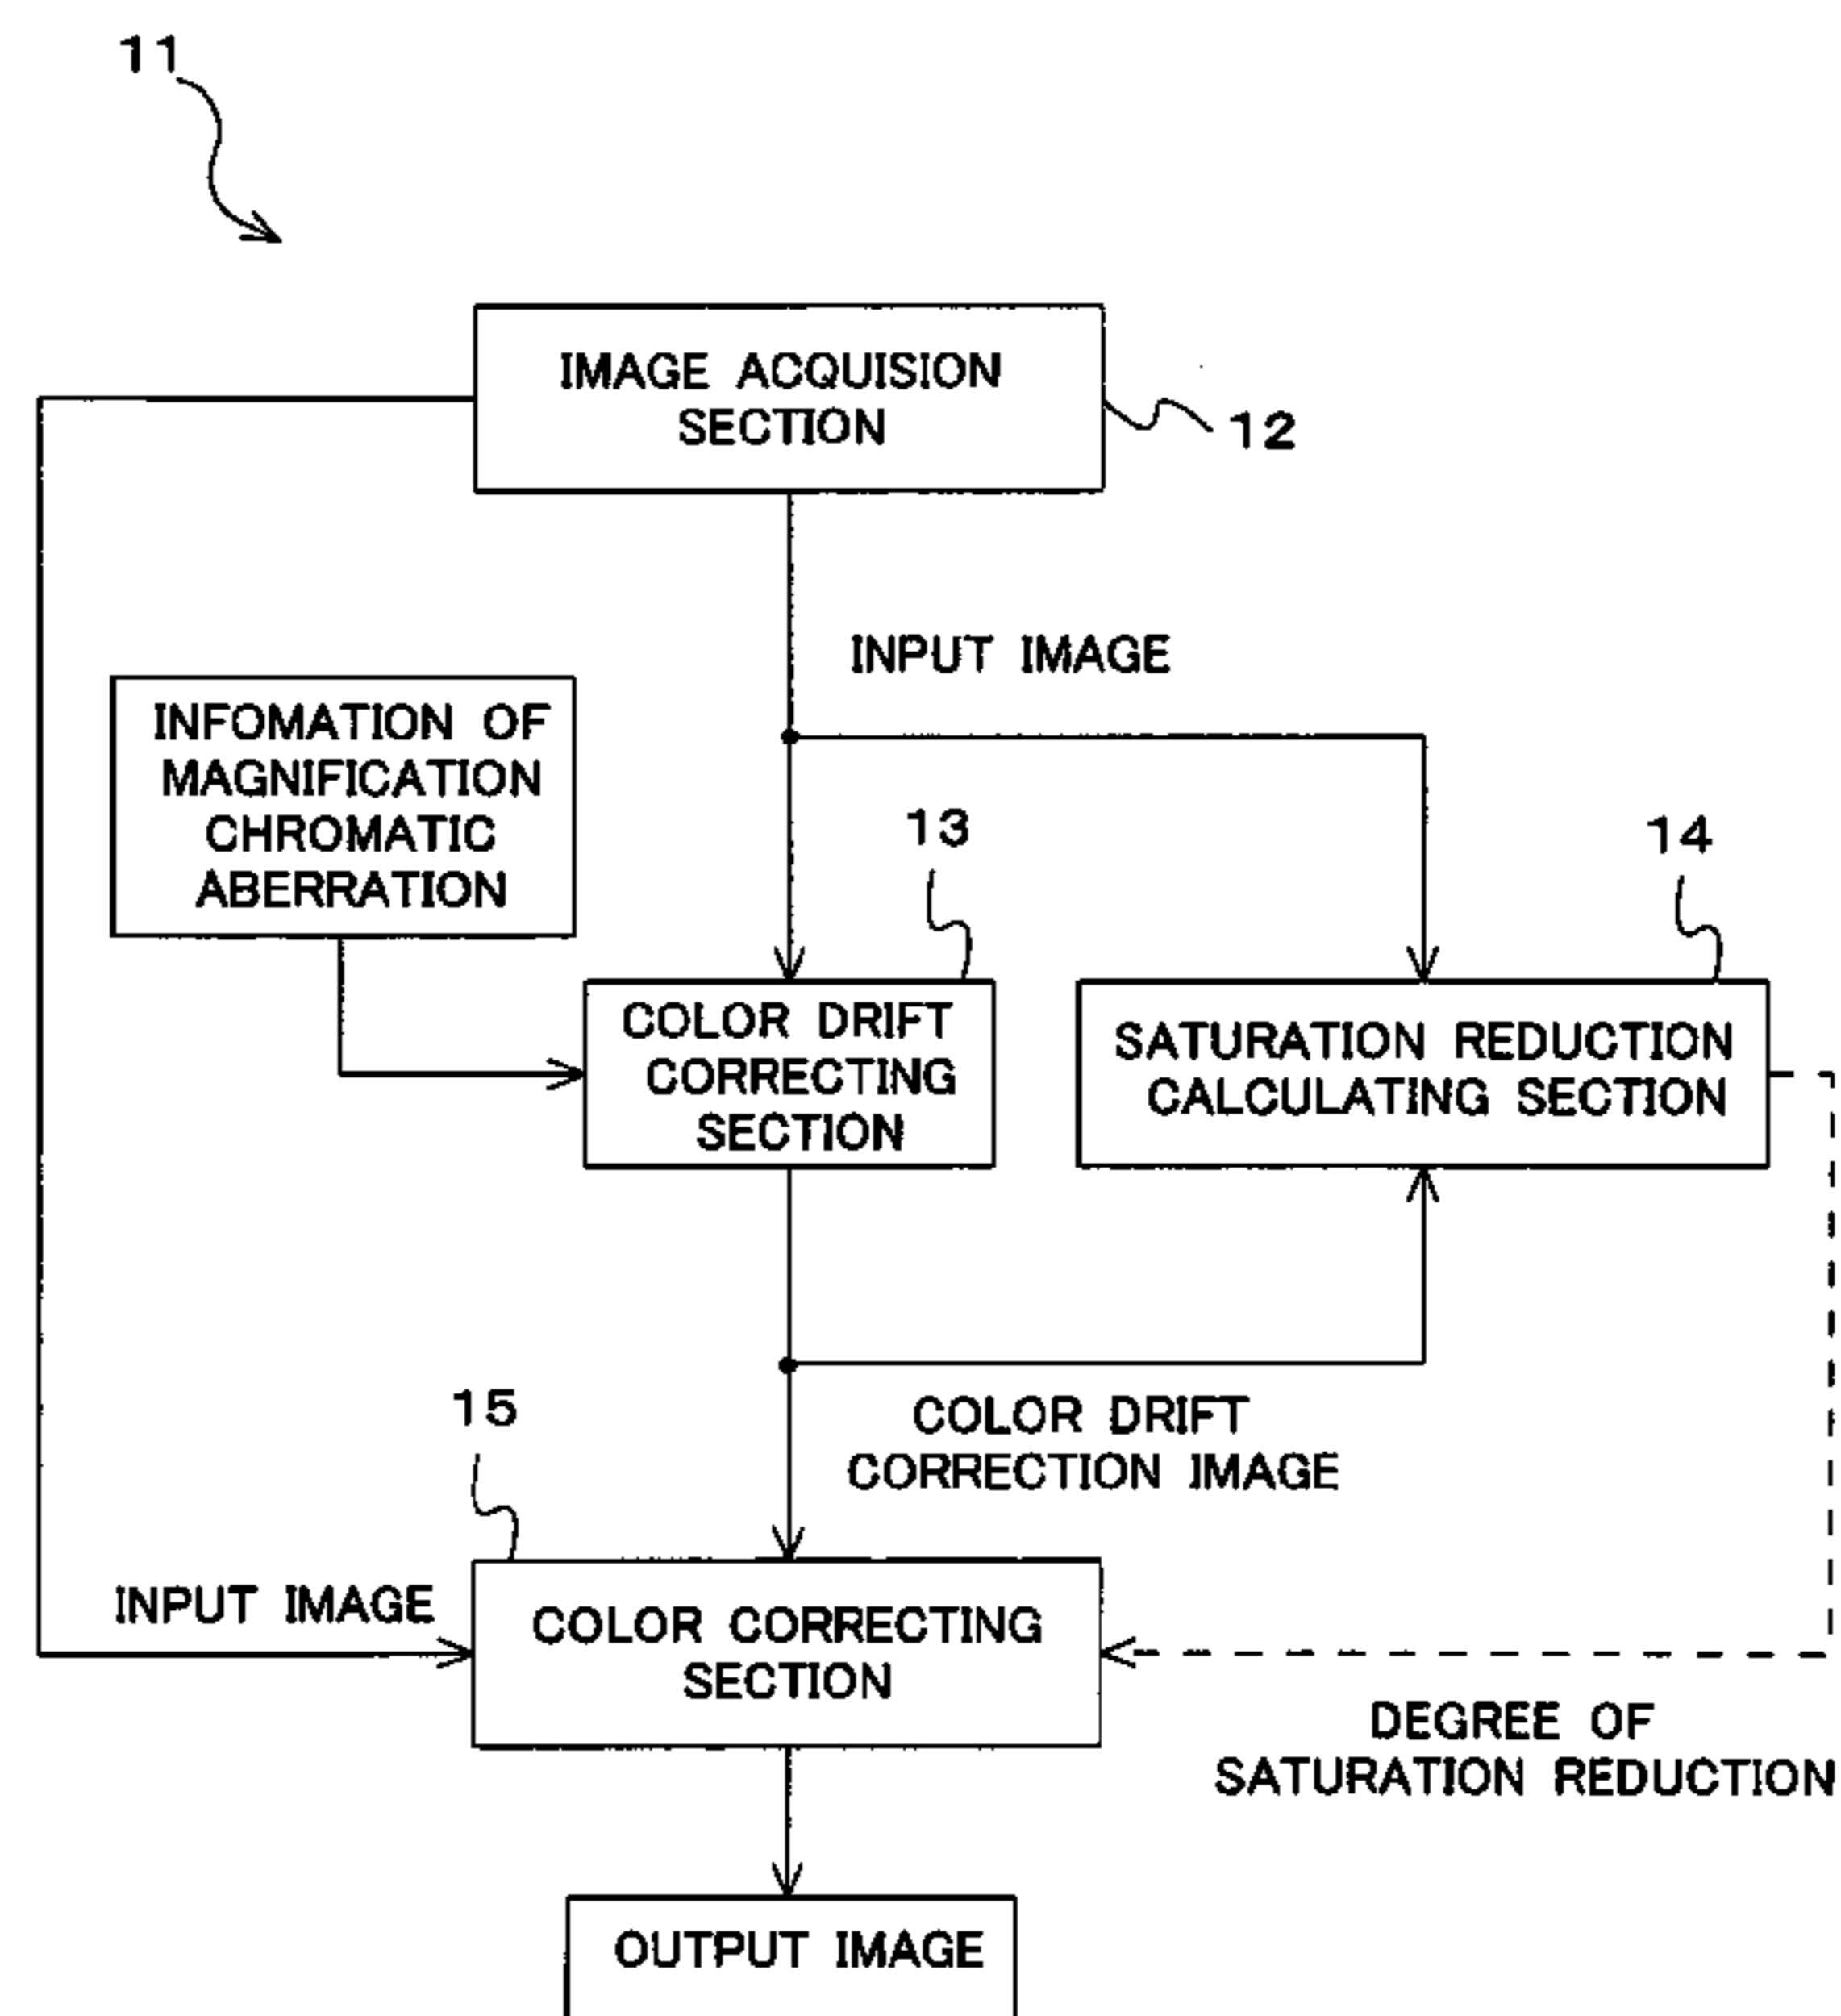 11
IMAGE ACQUISION
SECTION
12
INPUT IMAGE
INFOMATION OF
MAGNIFICATION
CHROMATIC
ABERRATION
13
14
COLOR DRIFT
CORRECTING
SECTION
SATURATION REDUCTION
CALCULATING SECTION
15
COLOR DRIFT
CORRECTION IMAGE
INPUT IMAGE
COLOR CORRECTING
SECTION
DEGREE OF
SATURATION REDUCTION
OUTPUT IMAGE